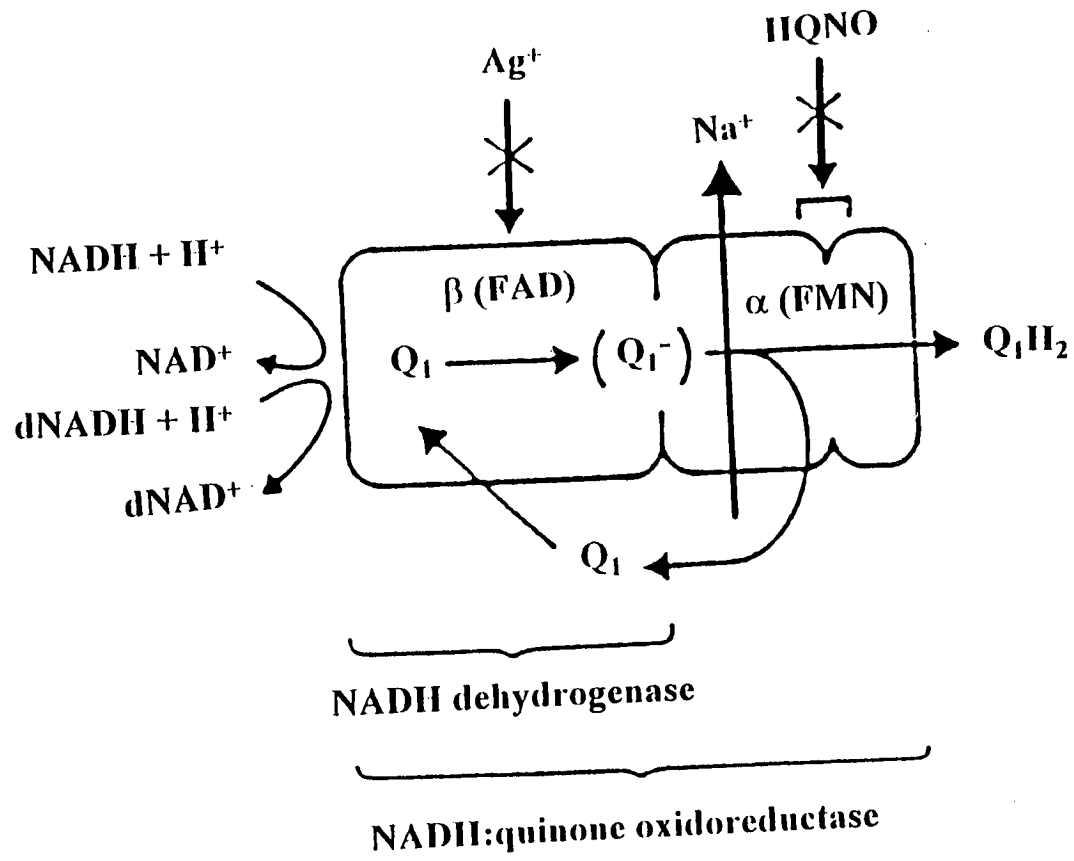 HQNO
Ag⁺
Na⁺
NADH + H⁺
β (FAD)
α (FMN)
NAD⁺
Q₁
(Q₁⁻)
Q₁H₂
dNADH + H⁺
dNAD⁺
Q₁
NADH dehydrogenase
NADH:quinone oxidoreductase